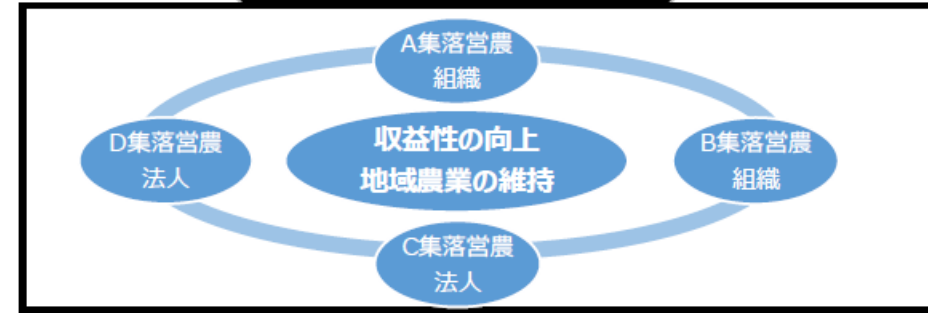 A集落営農
組織
D集落営農
法人
収益性の向上
地域農業の維持
B集落営農
組織
C集落営農
法人